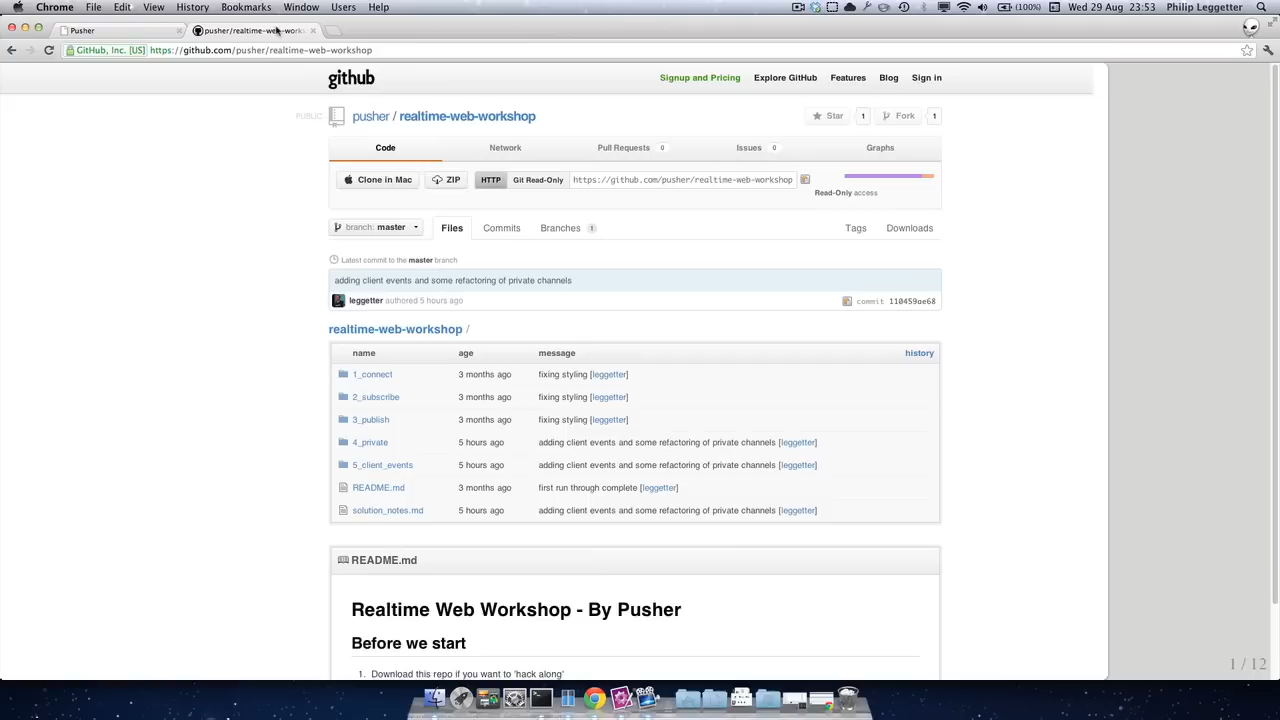 Chrome File Edit View History Bookmarks Window Users Help (100%) Wed 29 Aug 23:53 Philip Leggetter
Pusher pusher/realtime-web-works
GitHub, Inc. [US] https://github.com/pusher/realtime-web-workshop
github Signup and Pricing Explore GitHub Features Blog Sign in
PUBLIC pusher / realtime-web-workshop Star 1 Fork 1
Code Network Pull Requests 0 Issues 0 Graphs
Clone in Mac ZIP HTTP Git Read-Only https://github.com/pusher/realtime-web-workshop
Read-Only access
branch: master Files Commits Branches 1 Tags Downloads
Latest commit to the master branch
adding client events and some refactoring of private channels
leggetter authored 5 hours ago commit 110459ae68
realtime-web-workshop /
name age message history
1_connect 3 months ago fixing styling [leggetter]
2_subscribe 3 months ago fixing styling [leggetter]
3_publish 3 months ago fixing styling [leggetter]
4_private 5 hours ago adding client events and some refactoring of private channels [leggetter]
5_client_events 5 hours ago adding client events and some refactoring of private channels [leggetter]
README.md 3 months ago first run through complete [leggetter]
solution_notes.md 5 hours ago adding client events and some refactoring of private channels [leggetter]
README.md
Realtime Web Workshop - By Pusher
Before we start
1. Download this repo if you want to 'hack along'
1 / 12